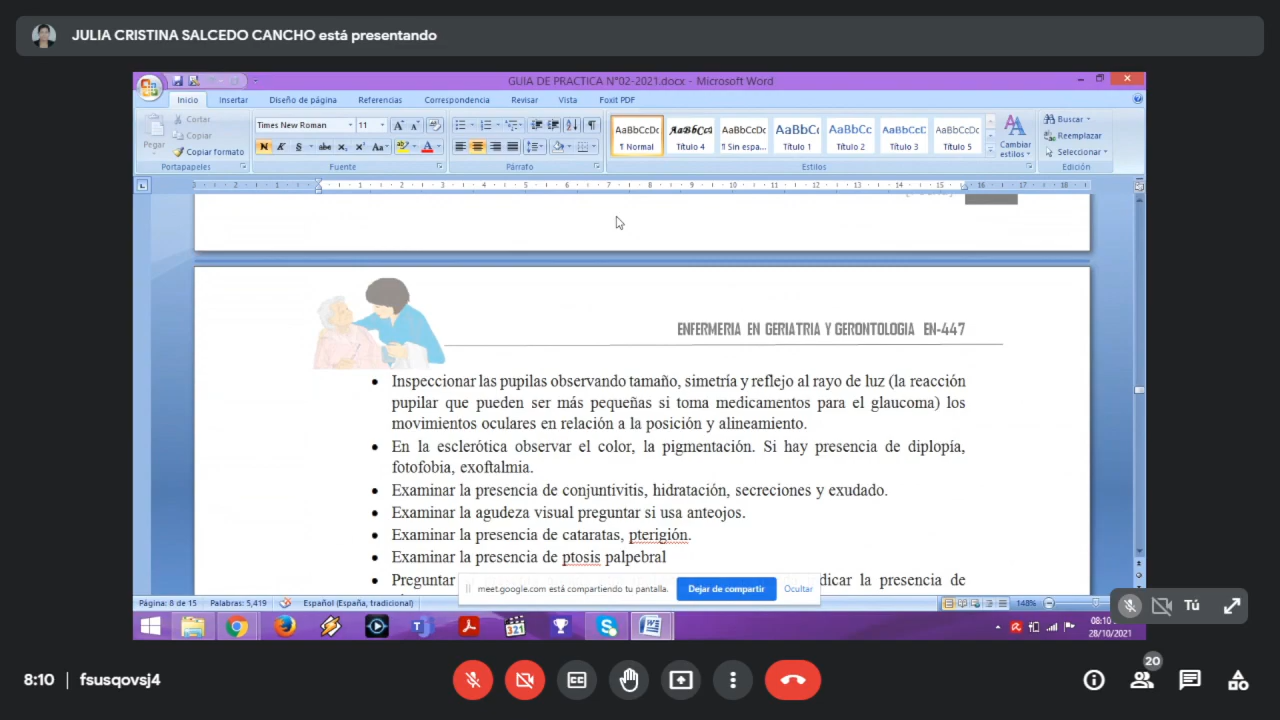 JULIA CRISTINA SALCEDO CANCHO está presentando
GUIA DE PRACTICA N°02-2021.docx - Microsoft Word
Inicio Insertar Diseño de página Referencias Correspondencia Revisar Vista Foxit PDF
Cortar
Copiar
Copiar formato
Pegar
Portapapeles
Times New Roman 11
Fuente
Párrafo
AaBbCcDc AaBbCcI AaBbCcDc AaBbC AaBbCc AaBbCcI AaBbCcDc
¶ Normal Título 4 ¶ Sin espa... Título 1 Título 2 Título 3 Título 5
Cambiar estilos
Estilos
Buscar
Reemplazar
Seleccionar
Edición
ENFERMERIA EN GERIATRIA Y GERONTOLOGIA EN-447
• Inspeccionar las pupilas observando tamaño, simetría y reflejo al rayo de luz (la reacción
pupilar que pueden ser más pequeñas si toma medicamentos para el glaucoma) los
movimientos oculares en relación a la posición y alineamiento.
• En la esclerótica observar el color, la pigmentación. Si hay presencia de diplopía,
fotofobia, exoftalmia.
• Examinar la presencia de conjuntivitis, hidratación, secreciones y exudado.
• Examinar la agudeza visual preguntar si usa anteojos.
• Examinar la presencia de cataratas, pterigión.
• Examinar la presencia de ptosis palpebral
• Preguntar dicar la presencia de
meet.google.com está compartiendo tu pantalla. Dejar de compartir Ocultar
Página: 8 de 15 Palabras: 5,419 Español (España, tradicional) 148%
Tú
08:10
28/10/2021
8:10 | fsusqovsj4
20